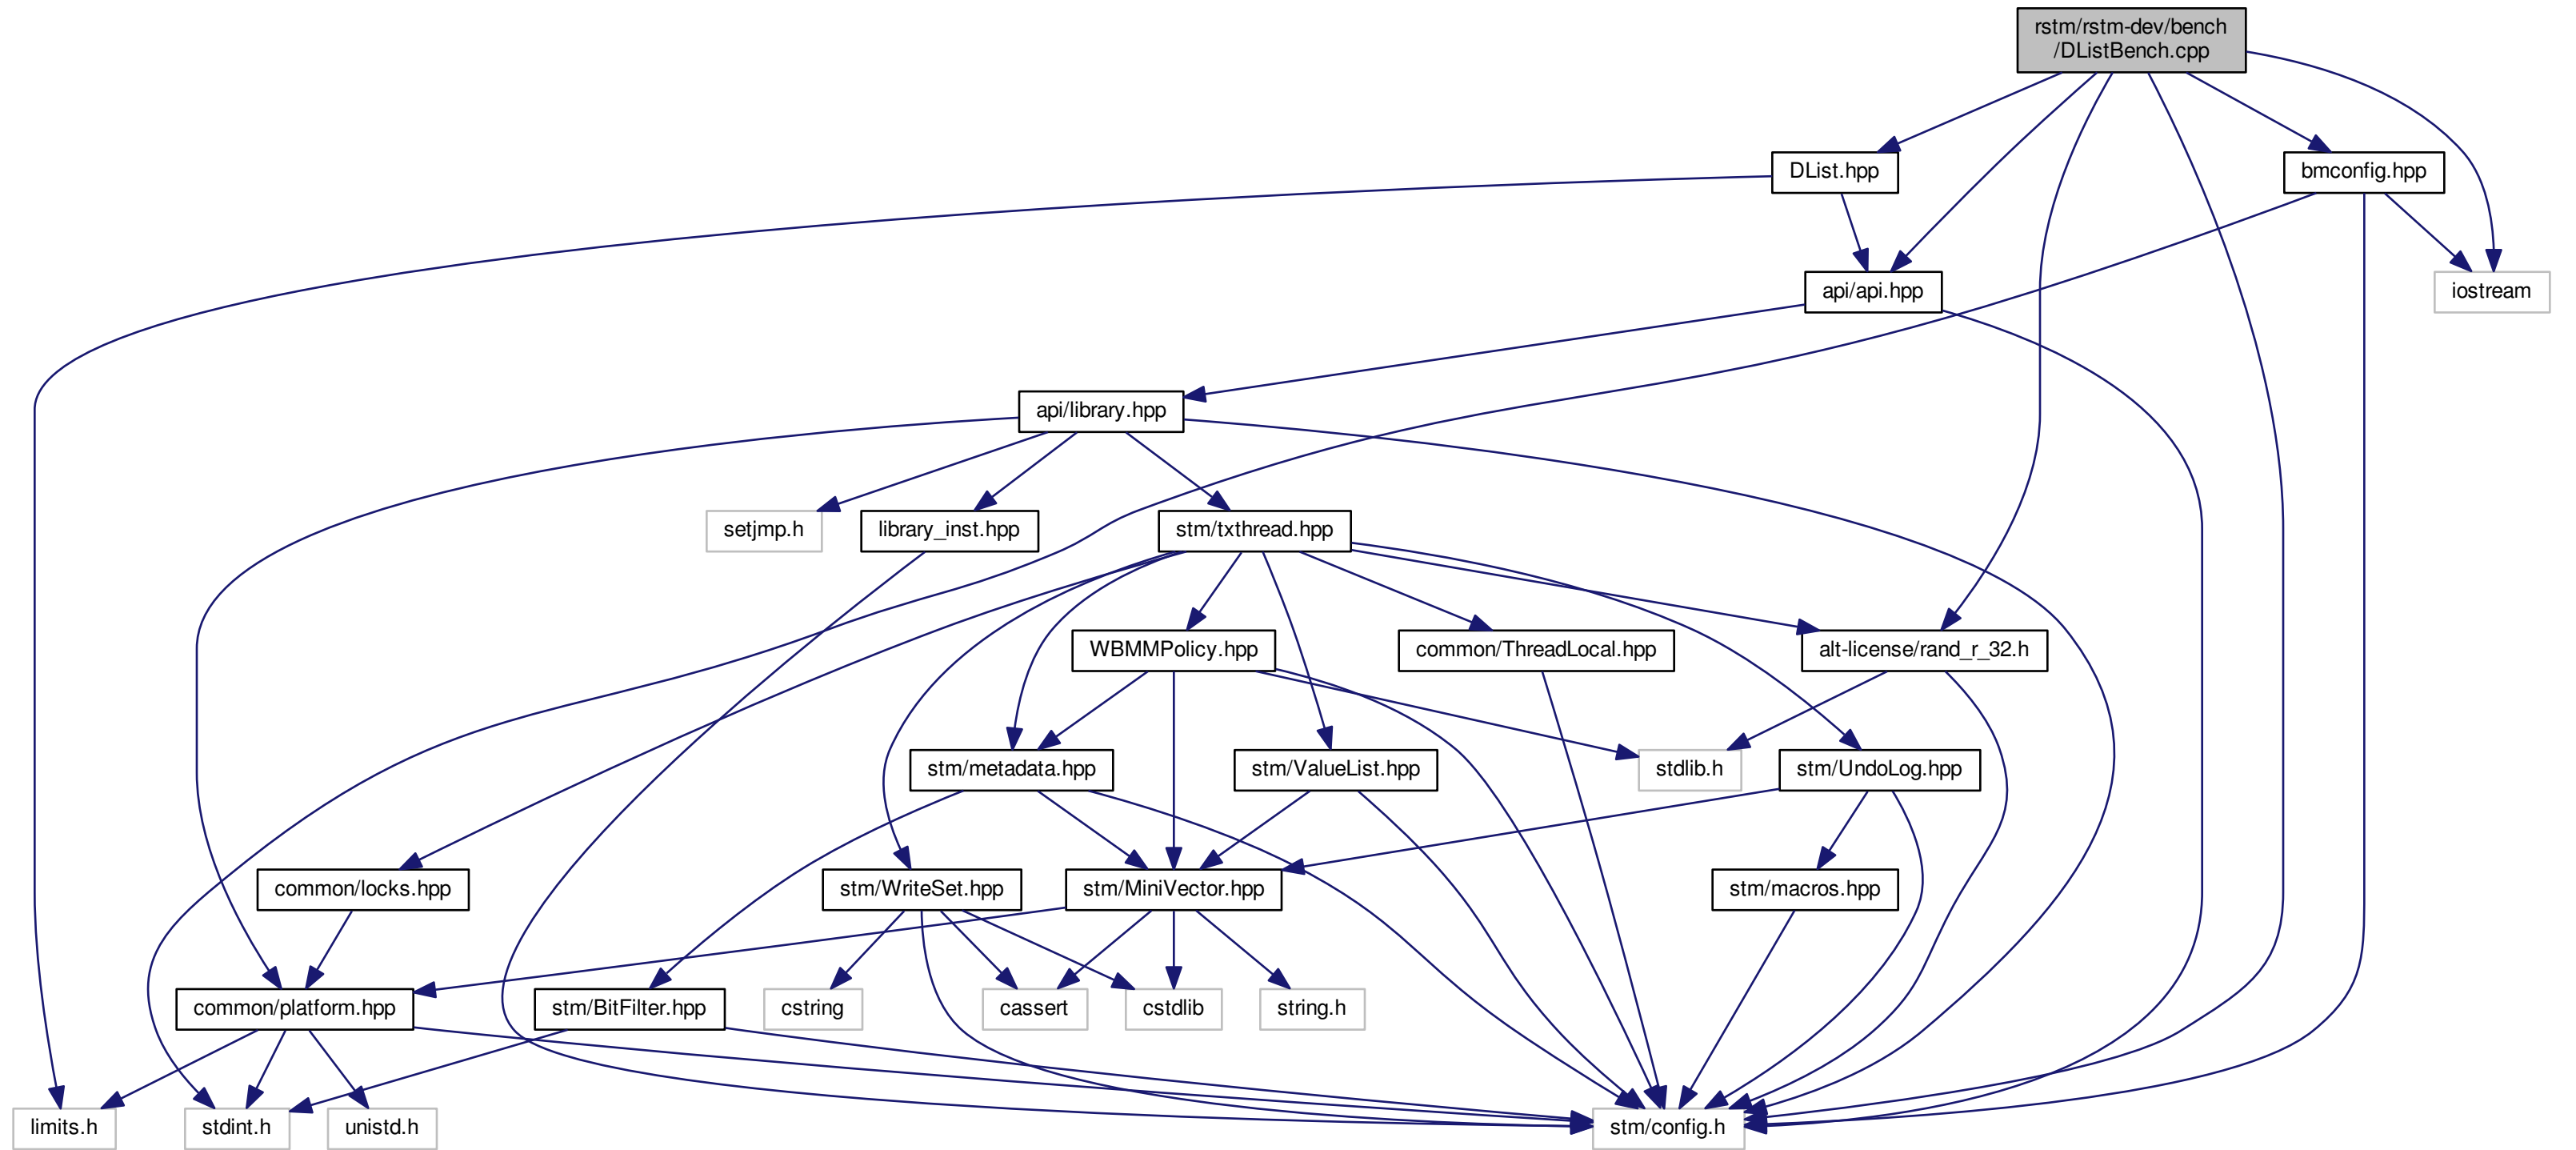 rstm/rstm-dev/bench
/DListBench.cpp
DList.hpp
bmconfig.hpp
api/api.hpp
iostream
api/library.hpp
setjmp.h
library_inst.hpp
stm/txthread.hpp
WBMMPolicy.hpp
common/ThreadLocal.hpp
alt-license/rand_r_32.h
stm/metadata.hpp
stm/ValueList.hpp
stdlib.h
stm/UndoLog.hpp
common/locks.hpp
stm/WriteSet.hpp
stm/MiniVector.hpp
stm/macros.hpp
common/platform.hpp
stm/BitFilter.hpp
cstring
cassert
cstdlib
string.h
limits.h
stdint.h
unistd.h
stm/config.h